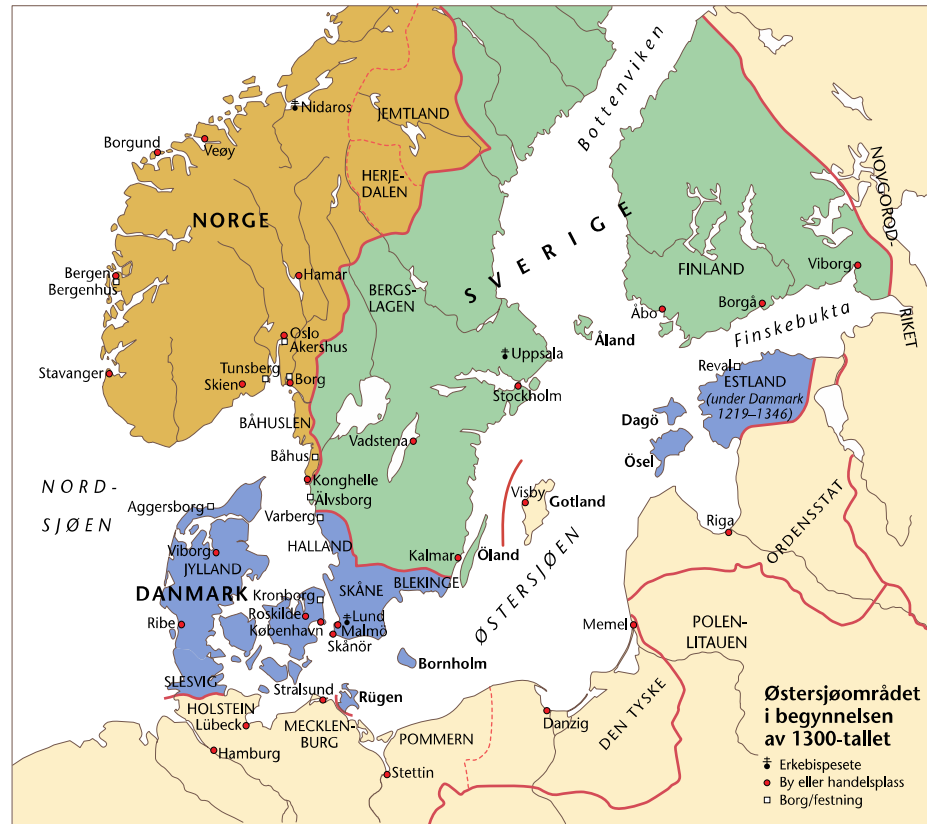 Bottenviken
Nidaros
JEMTLAND
Borgund
Veøy
HERJE-
DALEN
NOVGOROD-
RIKET
NORGE
SVERIGE
FINLAND
Viborg
Bergen
Bergenhus
Hamar
BERGS-
LAGEN
Åbo
Borgå
Finskebukta
Åland
Oslo
Akershus
Uppsala
Reval
Stavanger
Tunsberg
Skien
Borg
Stockholm
ESTLAND
(under Danmark
1219–1346)
BÅHUSLEN
Vadstena
Dagö
Ösel
Båhus
NORD-
SJØEN
Konghelle
Älvsborg
Visby
Gotland
Aggersborg
Varberg
Riga
ORDENSSTAT
HALLAND
Viborg
JYLLAND
Kalmar
Öland
ØSTERSJØEN
DANMARK
Kronborg
SKÅNE
BLEKINGE
Roskilde
Lund
Ribe
København
Malmö
Skånör
Memel
POLEN-
LITAUEN
Bornholm
SLESVIG
Stralsund
Rügen
HOLSTEIN
Lübeck
MECKLEN-
BURG
POMMERN
Danzig
DEN TYSKE
Hamburg
Stettin
Østersjøområdet
i begynnelsen
av 1300-tallet
Erkebispesete
By eller handelsplass
Borg/festning